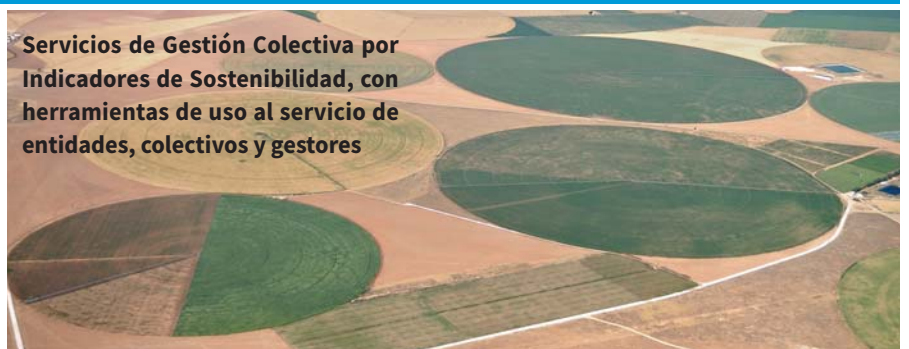 Servicios de Gestión Colectiva por
Indicadores de Sostenibilidad, con
herramientas de uso al servicio de
entidades, colectivos y gestores